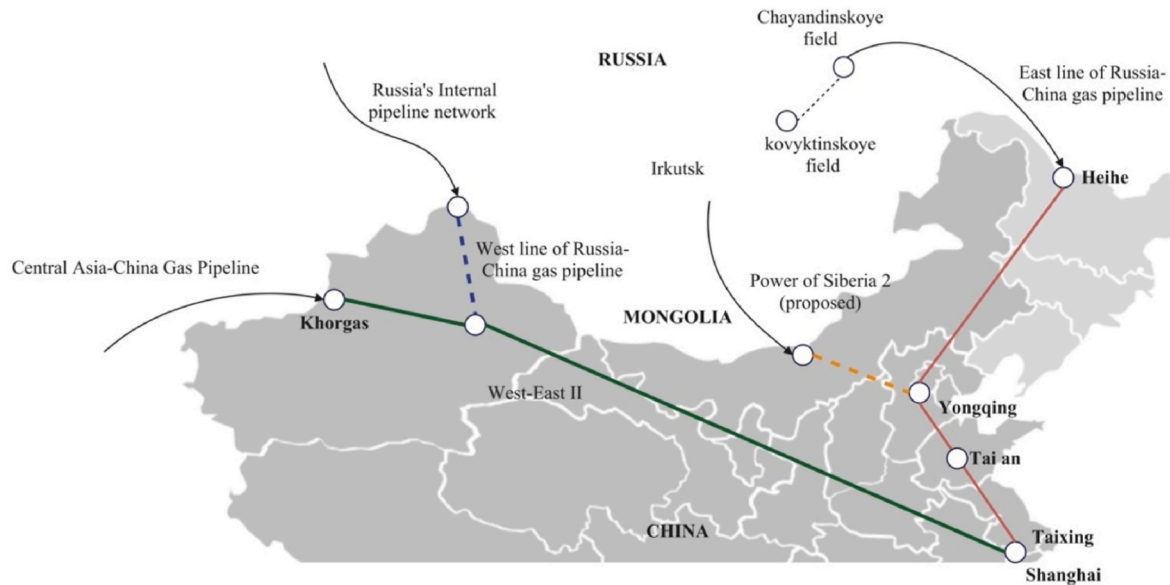 Chayandinskoye
field
RUSSIA
East line of Russia-
China gas pipeline
Russia's Internal
pipeline network
kovyktinskoye
field
Irkutsk
Heihe
West line of Russia-
China gas pipeline
Central Asia-China Gas Pipeline
Power of Siberia 2
(proposed)
Khorgas
MONGOLIA
West-East II
Yongqing
Tai an
CHINA
Taixing
Shanghai